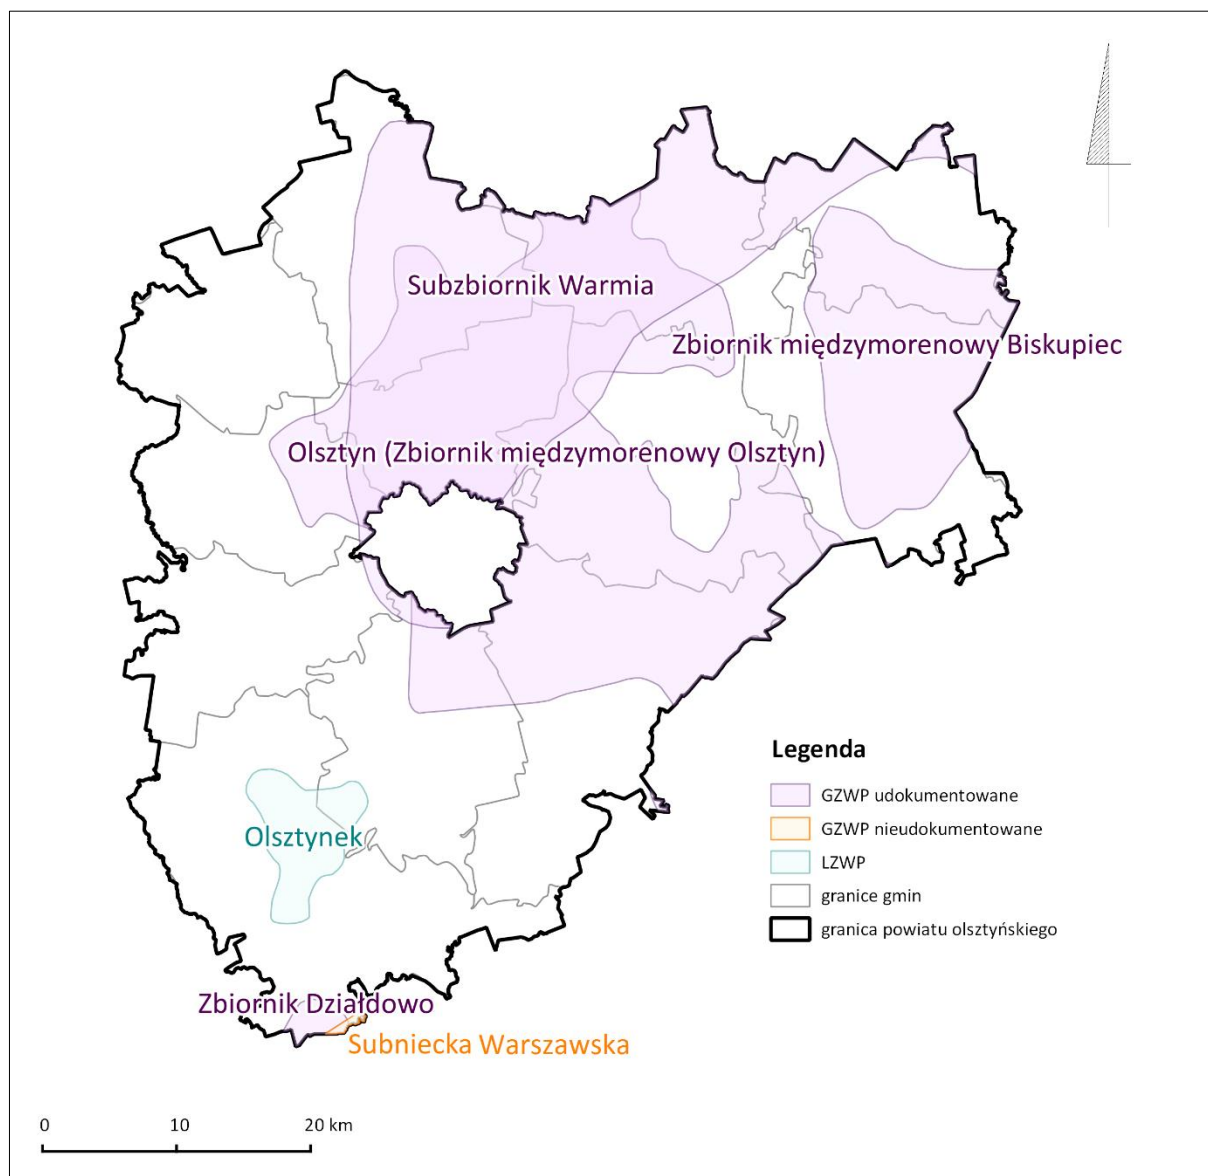 Subzbiornik Warmia
Zbiornik międzymorenowy Biskupiec
Olsztyn (Zbiornik międzymorenowy Olsztyn)
Legenda
GZWP udokumentowane
GZWP nieudokumentowane
LZWP
granice gmin
granica powiatu olsztyńskiego
Olsztynek
Zbiornik Działdowo
Subniecka Warszawska
0 10 20 km